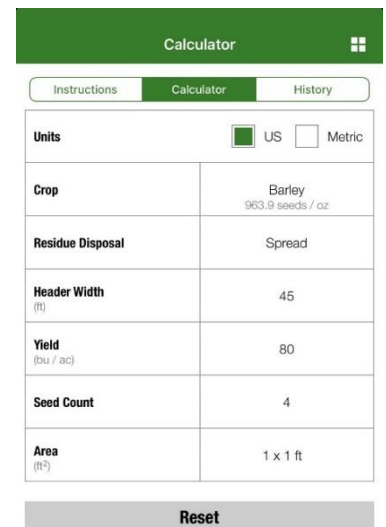 Calculator
Instructions Calculator History
Units US Metric
Crop Barley
963.9 seeds / oz
Residue Disposal Spread
Header Width 45
(ft)
Yield 80
(bu / ac)
Seed Count 4
Area 1 x 1 ft
(ft²)
Reset